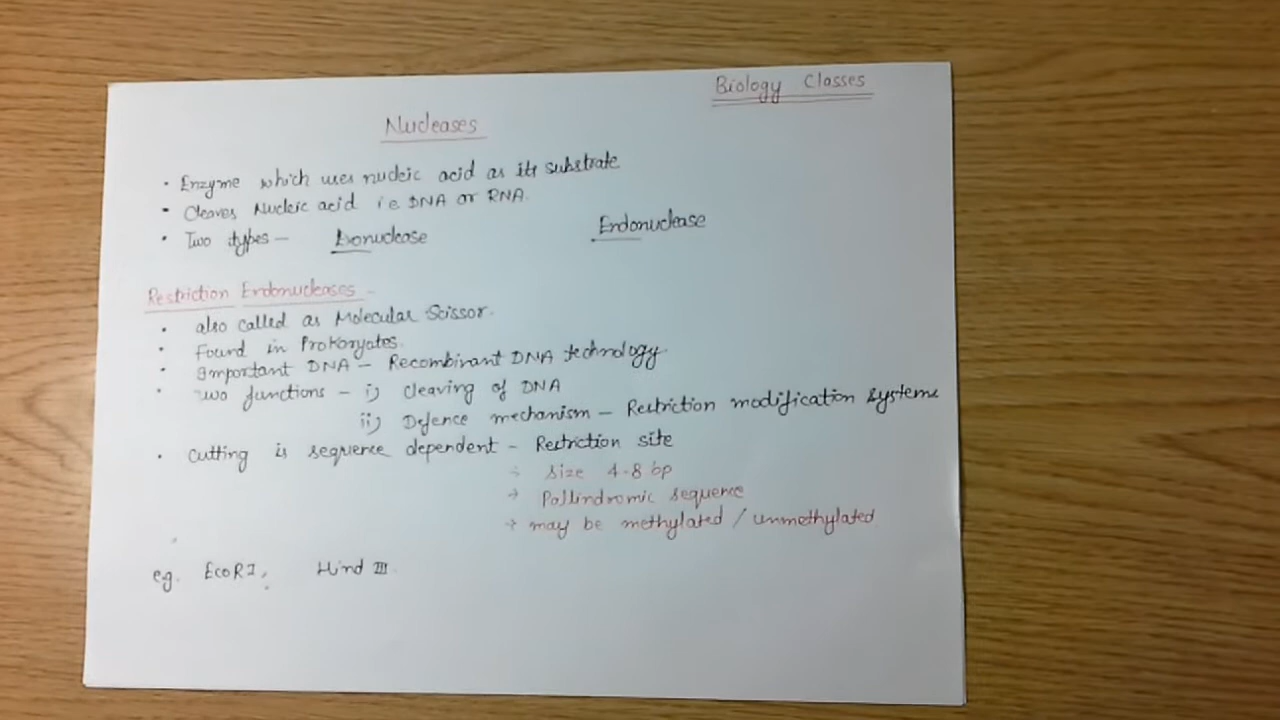 Biology Classes
Nucleases
• Enzyme which uses nucleic acid as its substrate
• Cleaves Nucleic acid i.e DNA or RNA.
• Two types – Exonuclease Endonuclease
Restriction Endonucleases –
• also called as Molecular Scissor.
• Found in Prokaryotes.
• Important DNA – Recombinant DNA technology
• Two functions – i) cleaving of DNA
ii) Defence mechanism – Restriction modification systems
• Cutting is sequence dependent – Restriction site
→ size 4-8 bp
→ Pallindromic sequence
→ may be methylated / unmethylated
eg. EcoRI, Hind III